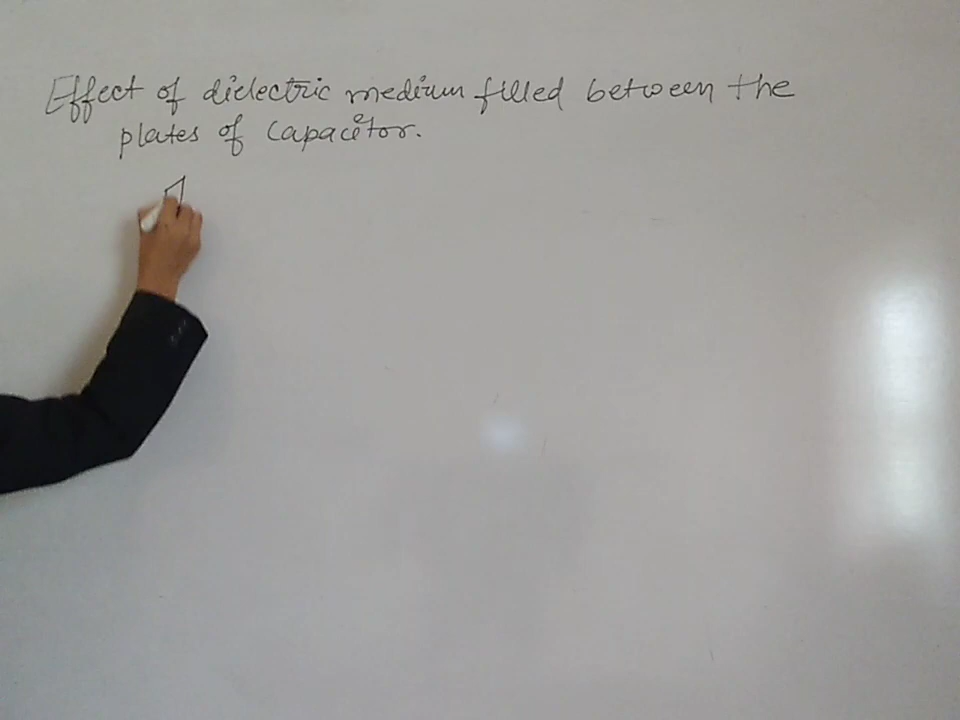 Effect of dielectric medium filled between the
plates of capacitor.